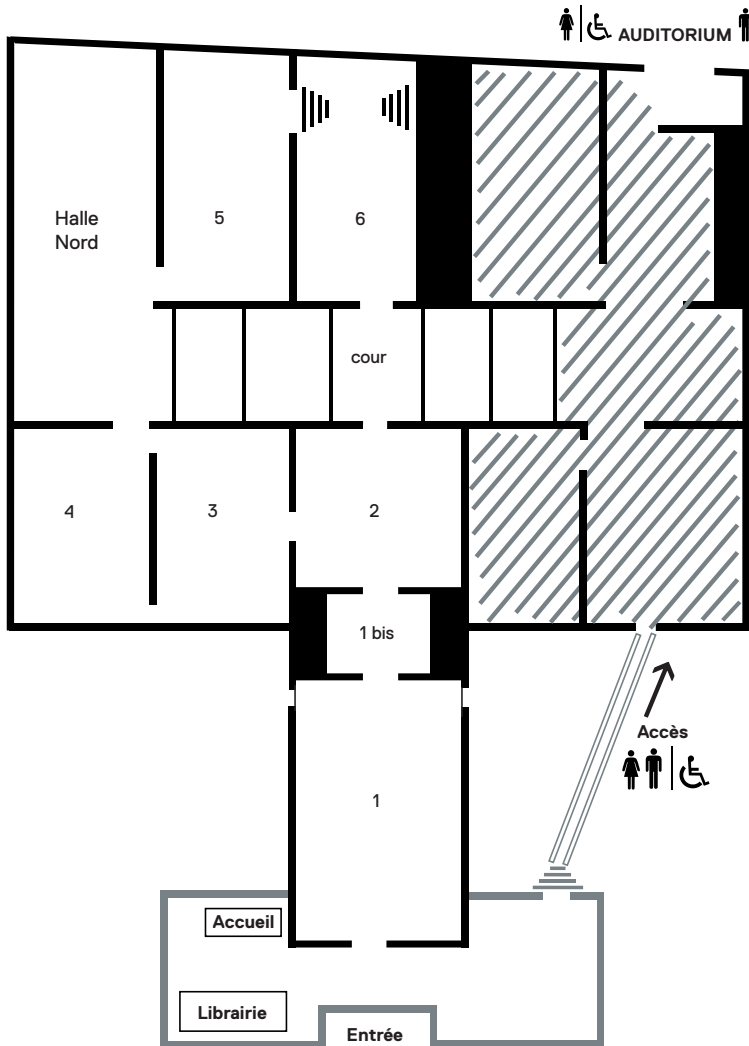 AUDITORIUM
Halle
Nord
5
6
cour
4
3
2
1 bis
Accès
1
Accueil
Librairie
Entrée